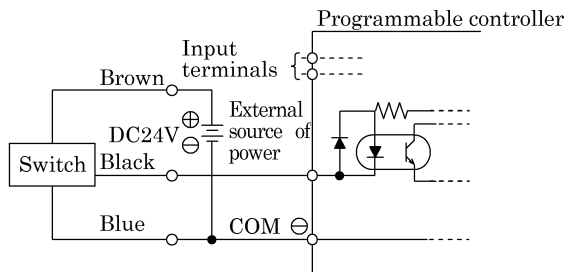 Programmable controller
Input
terminals
Brown
External
source of
power
⊕
DC24V
⊖
Switch
Black
Blue
COM ⊖